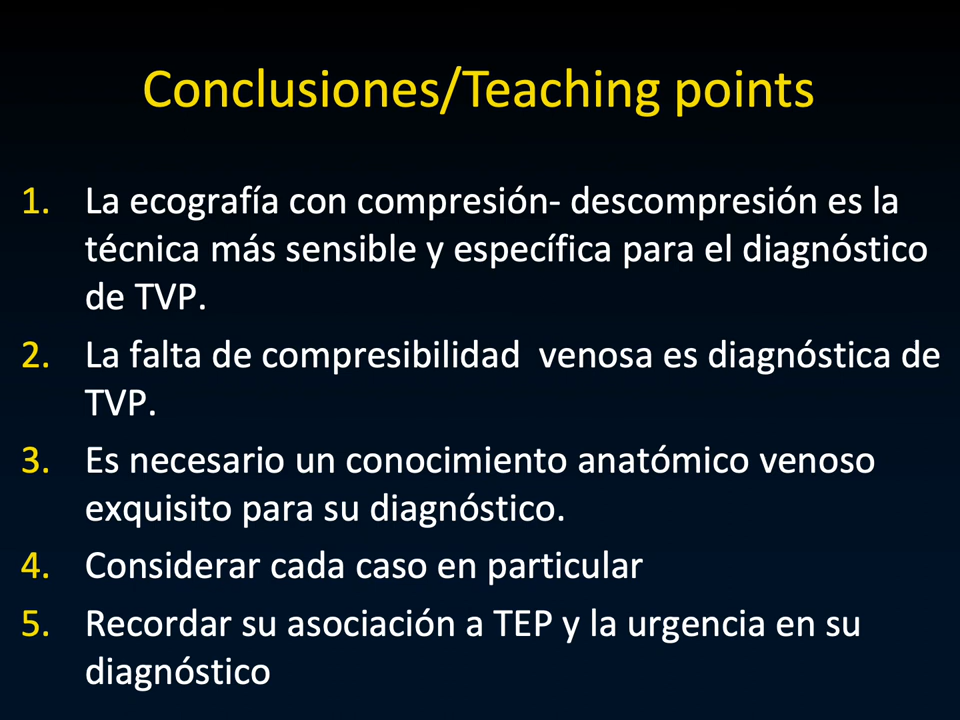 Conclusiones/Teaching points
1. La ecografía con compresión- descompresión es la
técnica más sensible y específica para el diagnóstico
de TVP.
2. La falta de compresibilidad  venosa es diagnóstica de
TVP.
3. Es necesario un conocimiento anatómico venoso
exquisito para su diagnóstico.
4. Considerar cada caso en particular
5. Recordar su asociación a TEP y la urgencia en su
diagnóstico